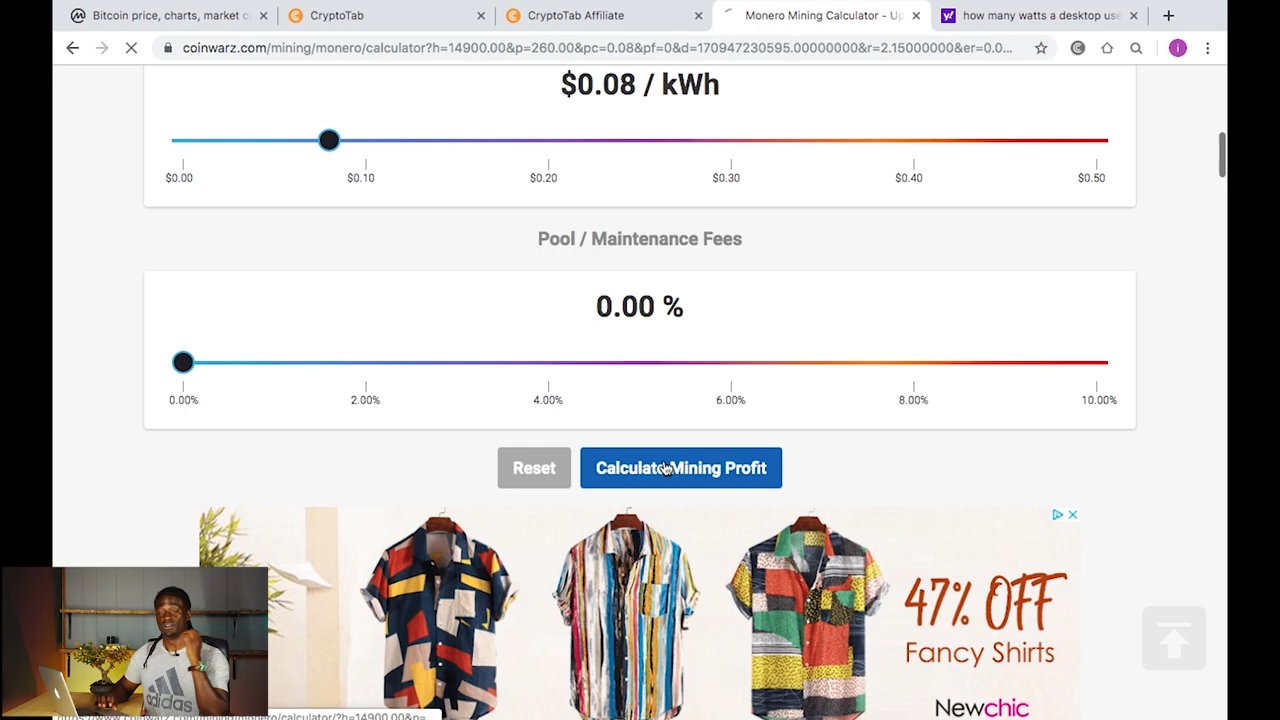 Bitcoin price, charts, market c
CryptoTab
CryptoTab Affiliate
Monero Mining Calculator - Up
how many watts a desktop use
coinwarz.com/mining/monero/calculator?h=14900.00&p=260.00&pc=0.08&pf=0&d=170947230595.00000000&r=2.15000000&er=0.0...
$0.08 / kWh
$0.00 $0.10 $0.20 $0.30 $0.40 $0.50
Pool / Maintenance Fees
0.00 %
0.00% 2.00% 4.00% 6.00% 8.00% 10.00%
Reset
Calculate Mining Profit
47% OFF
Fancy Shirts
Newchic
adidas